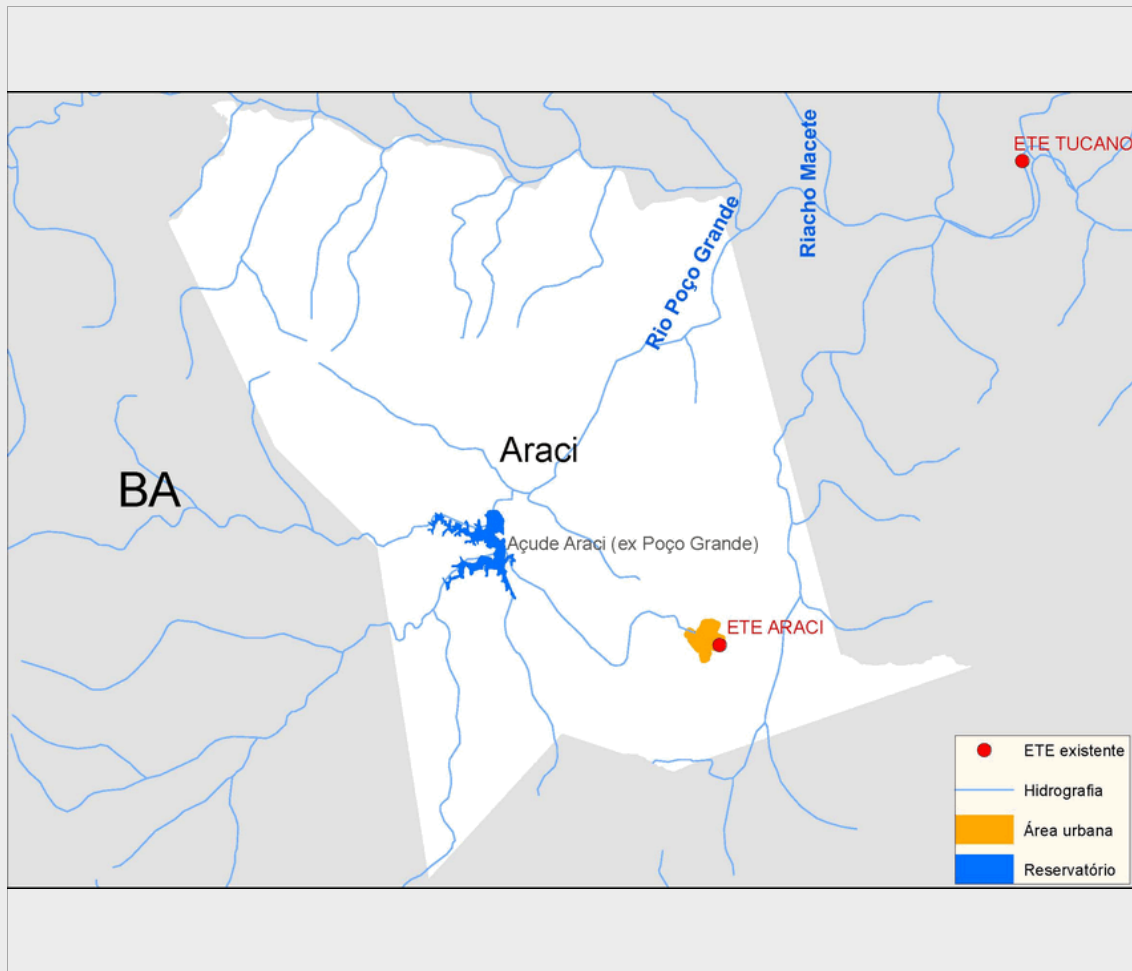 ETE TUCANO
Riacho Macete
Rio Poço Grande
Araci
BA
Açude Araci (ex Poço Grande)
ETE ARACI
ETE existente
Hidrografia
Área urbana
Reservatório